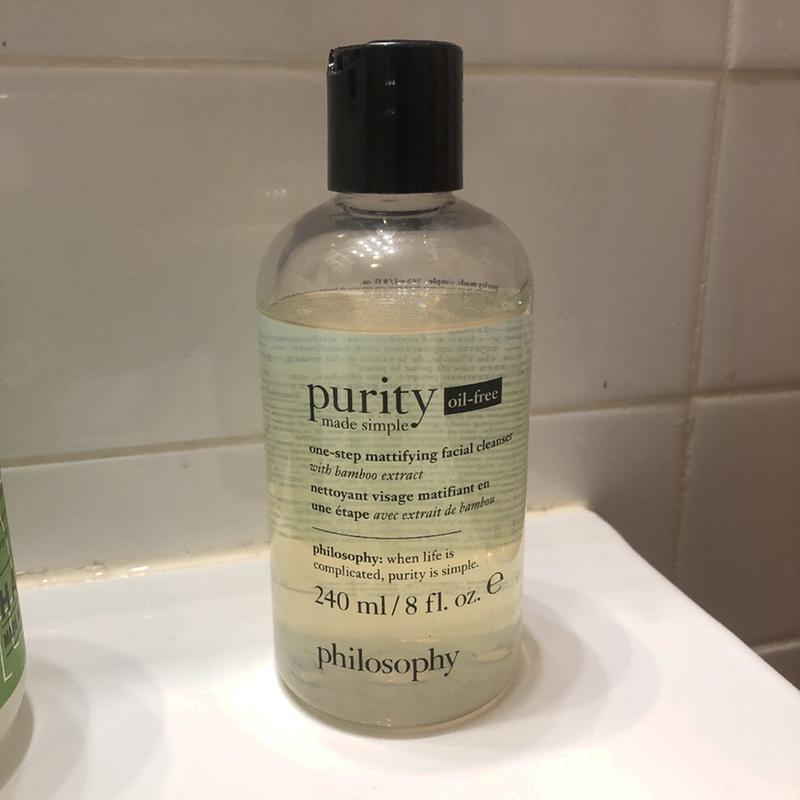 purity oil-free
made simple
one-step mattifying facial cleanser
with bamboo extract
nettoyant visage matifiant en
une étape avec extrait de bambou
philosophy: when life is
complicated, purity is simple.
240 ml / 8 fl. oz. ℮
philosophy